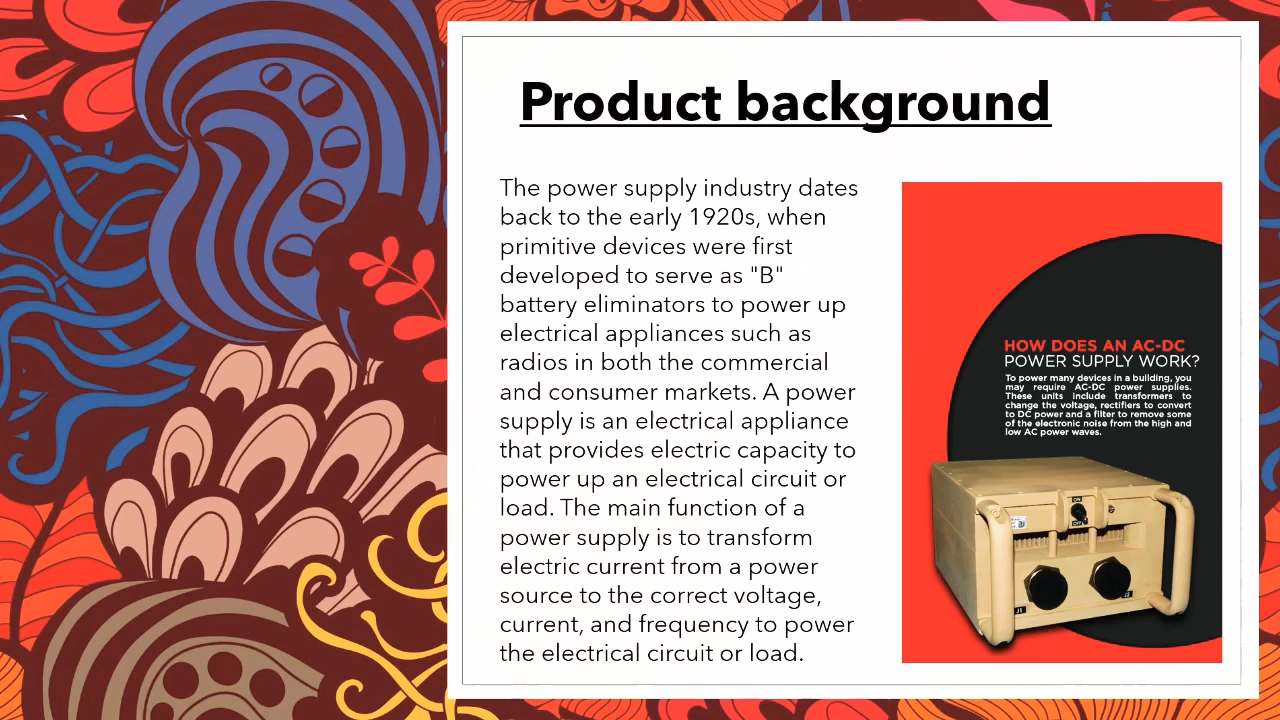 Product background
The power supply industry dates
back to the early 1920s, when
primitive devices were first
developed to serve as "B"
battery eliminators to power up
electrical appliances such as
radios in both the commercial
and consumer markets. A power
supply is an electrical appliance
that provides electric capacity to
power up an electrical circuit or
load. The main function of a
power supply is to transform
electric current from a power
source to the correct voltage,
current, and frequency to power
the electrical circuit or load.
HOW DOES AN AC-DC
POWER SUPPLY WORK?
To power many devices in a building, you
may require AC-DC power supplies.
These units include transformers to
change the voltage, rectifiers to convert
to DC power and a filter to remove some
of the electronic noise from the high and
low AC power waves.
ON
OFF
J1
J2